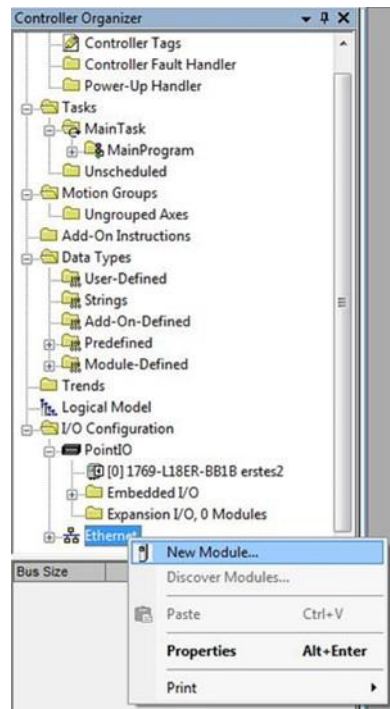 Controller Organizer
Controller Tags
Controller Fault Handler
Power-Up Handler
Tasks
MainTask
MainProgram
Unscheduled
Motion Groups
Ungrouped Axes
Add-On Instructions
Data Types
User-Defined
Strings
Add-On-Defined
Predefined
Module-Defined
Trends
Logical Model
I/O Configuration
PointIO
[0] 1769-L18ER-BB1B erstes2
Embedded I/O
Expansion I/O, 0 Modules
Ethernet
New Module...
Bus Size
Discover Modules...
Paste Ctrl+V
Properties Alt+Enter
Print